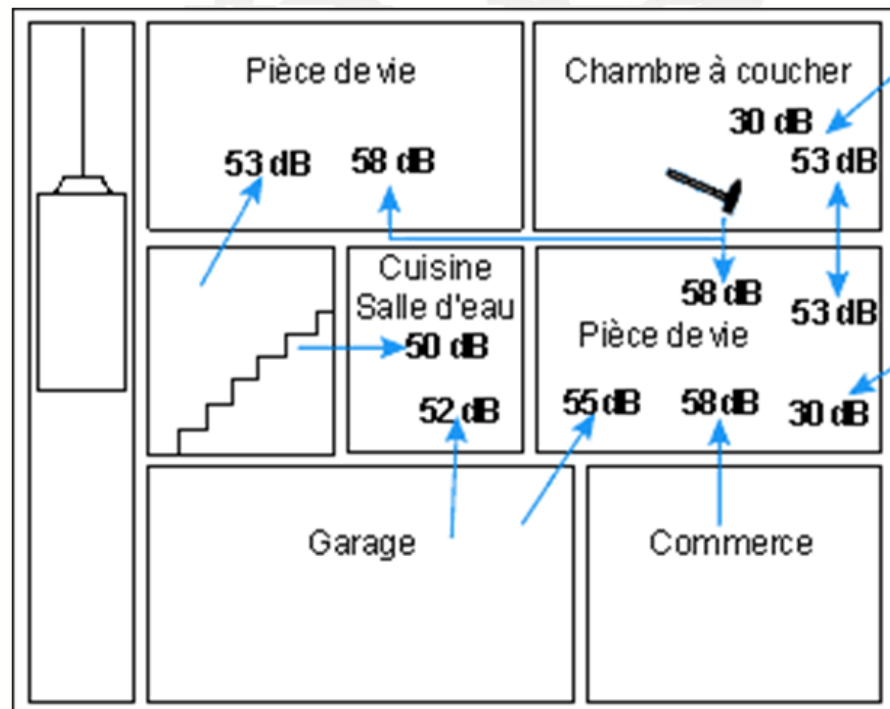 Pièce de vie
53 dB
58 dB
Chambre à coucher
30 dB
53 dB
Cuisine
Salle d'eau
50 dB
52 dB
58 dB
53 dB
Pièce de vie
55 dB
58 dB
30 dB
Garage
Commerce